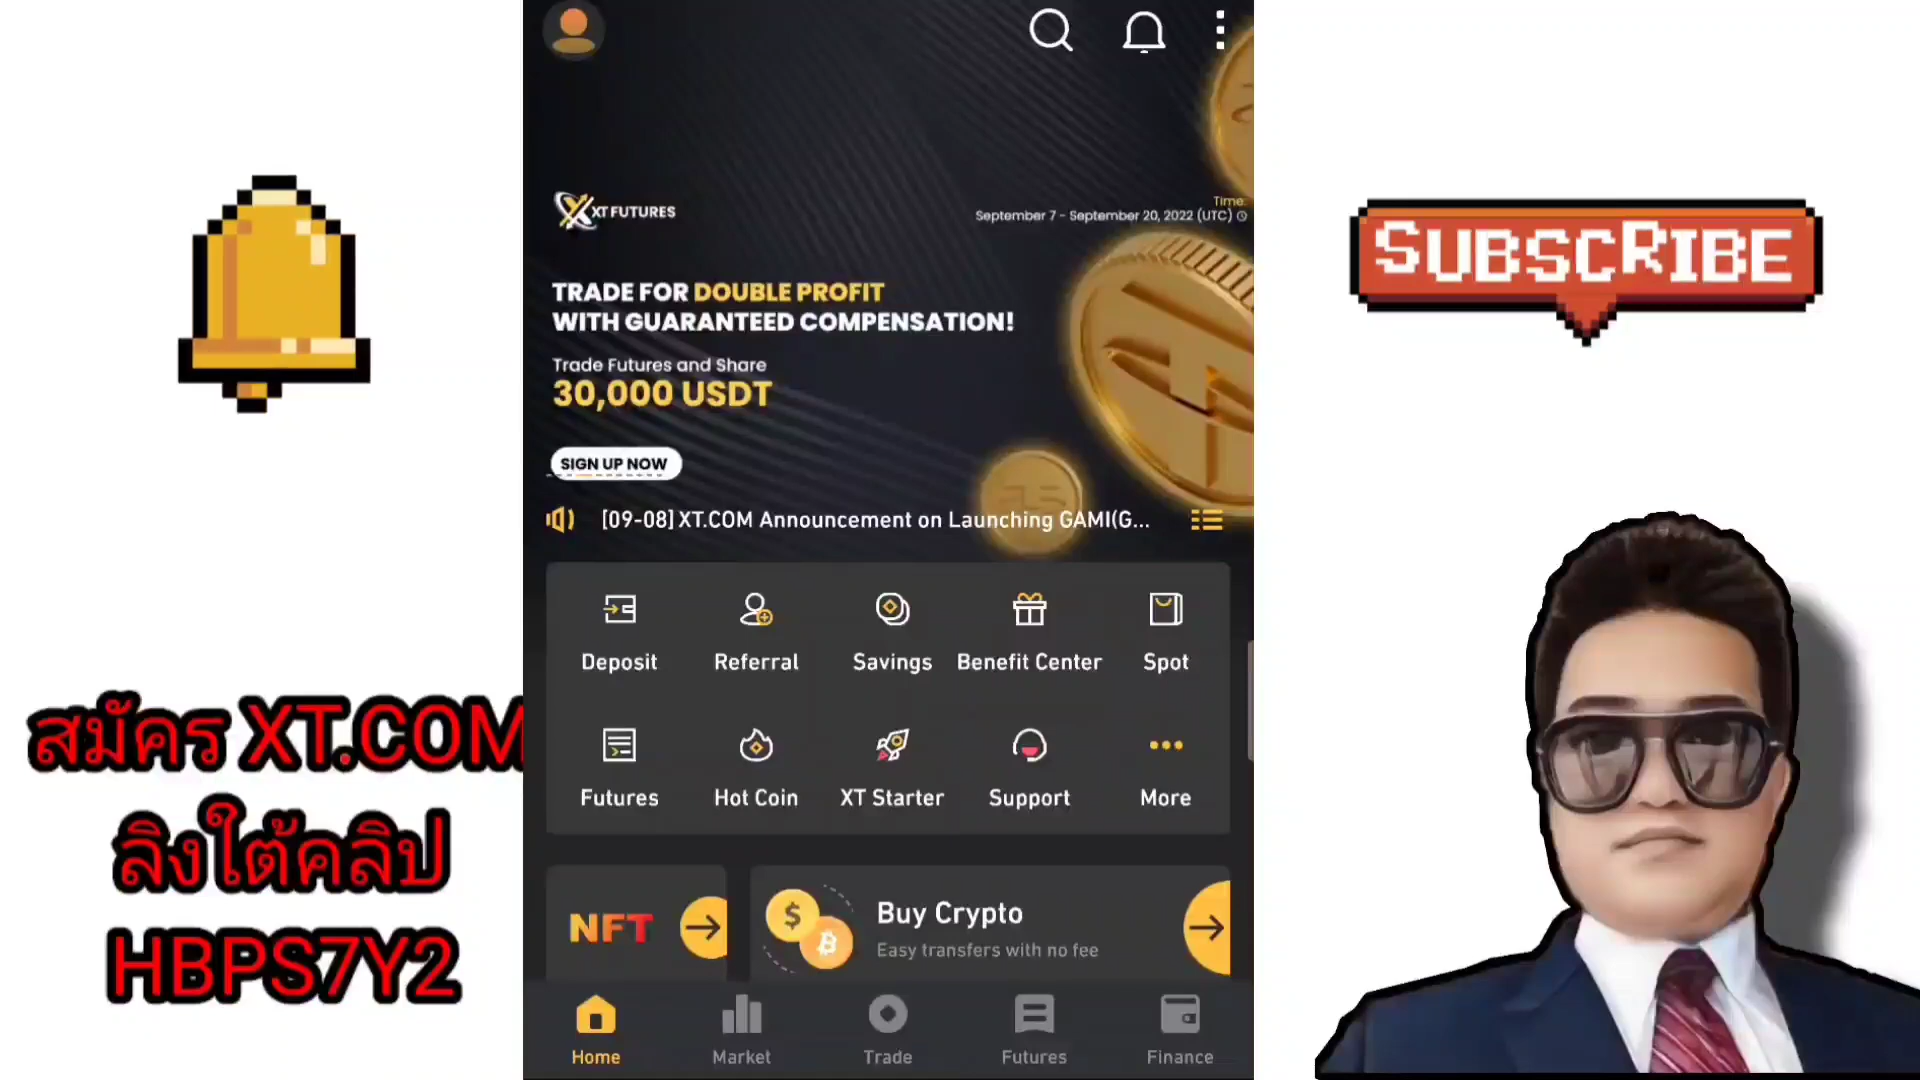 XT FUTURES
Time:
September 7 - September 20, 2022 (UTC)
TRADE FOR DOUBLE PROFIT
WITH GUARANTEED COMPENSATION!
Trade Futures and Share
30,000 USDT
SIGN UP NOW
[09-08] XT.COM Announcement on Launching GAMI(G...
Deposit
Referral
Savings
Benefit Center
Spot
Futures
Hot Coin
XT Starter
Support
More
NFT
Buy Crypto
Easy transfers with no fee
Home
Market
Trade
Futures
Finance
SUBSCRIBE
สมัคร XT.COM
ลิงใต้คลิป
HBPS7Y2